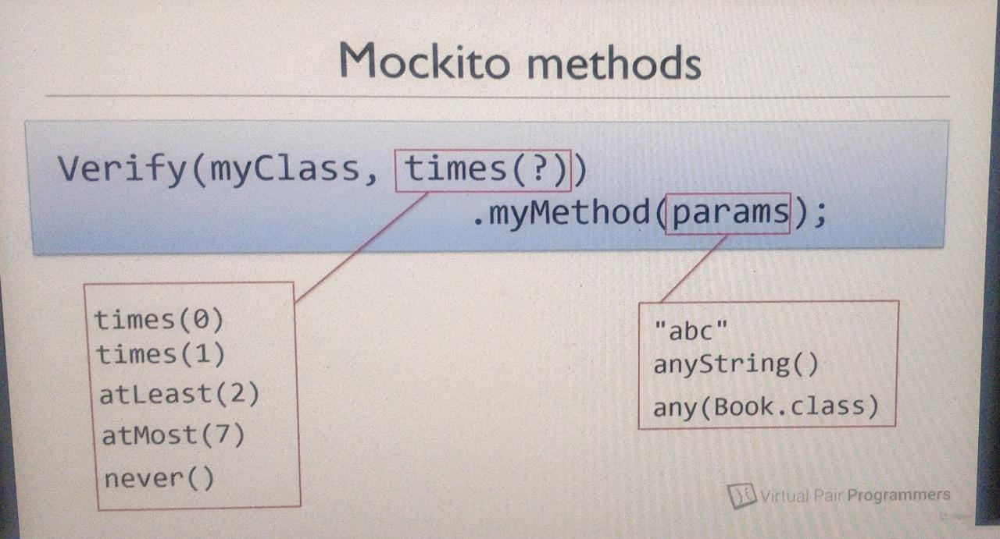 Mockito methods
Verify(myClass, times(?))
.myMethod(params);
times(0)
times(1)
atLeast(2)
atMost(7)
never()
"abc"
anyString()
any(Book.class)
Virtual Pair Programmers